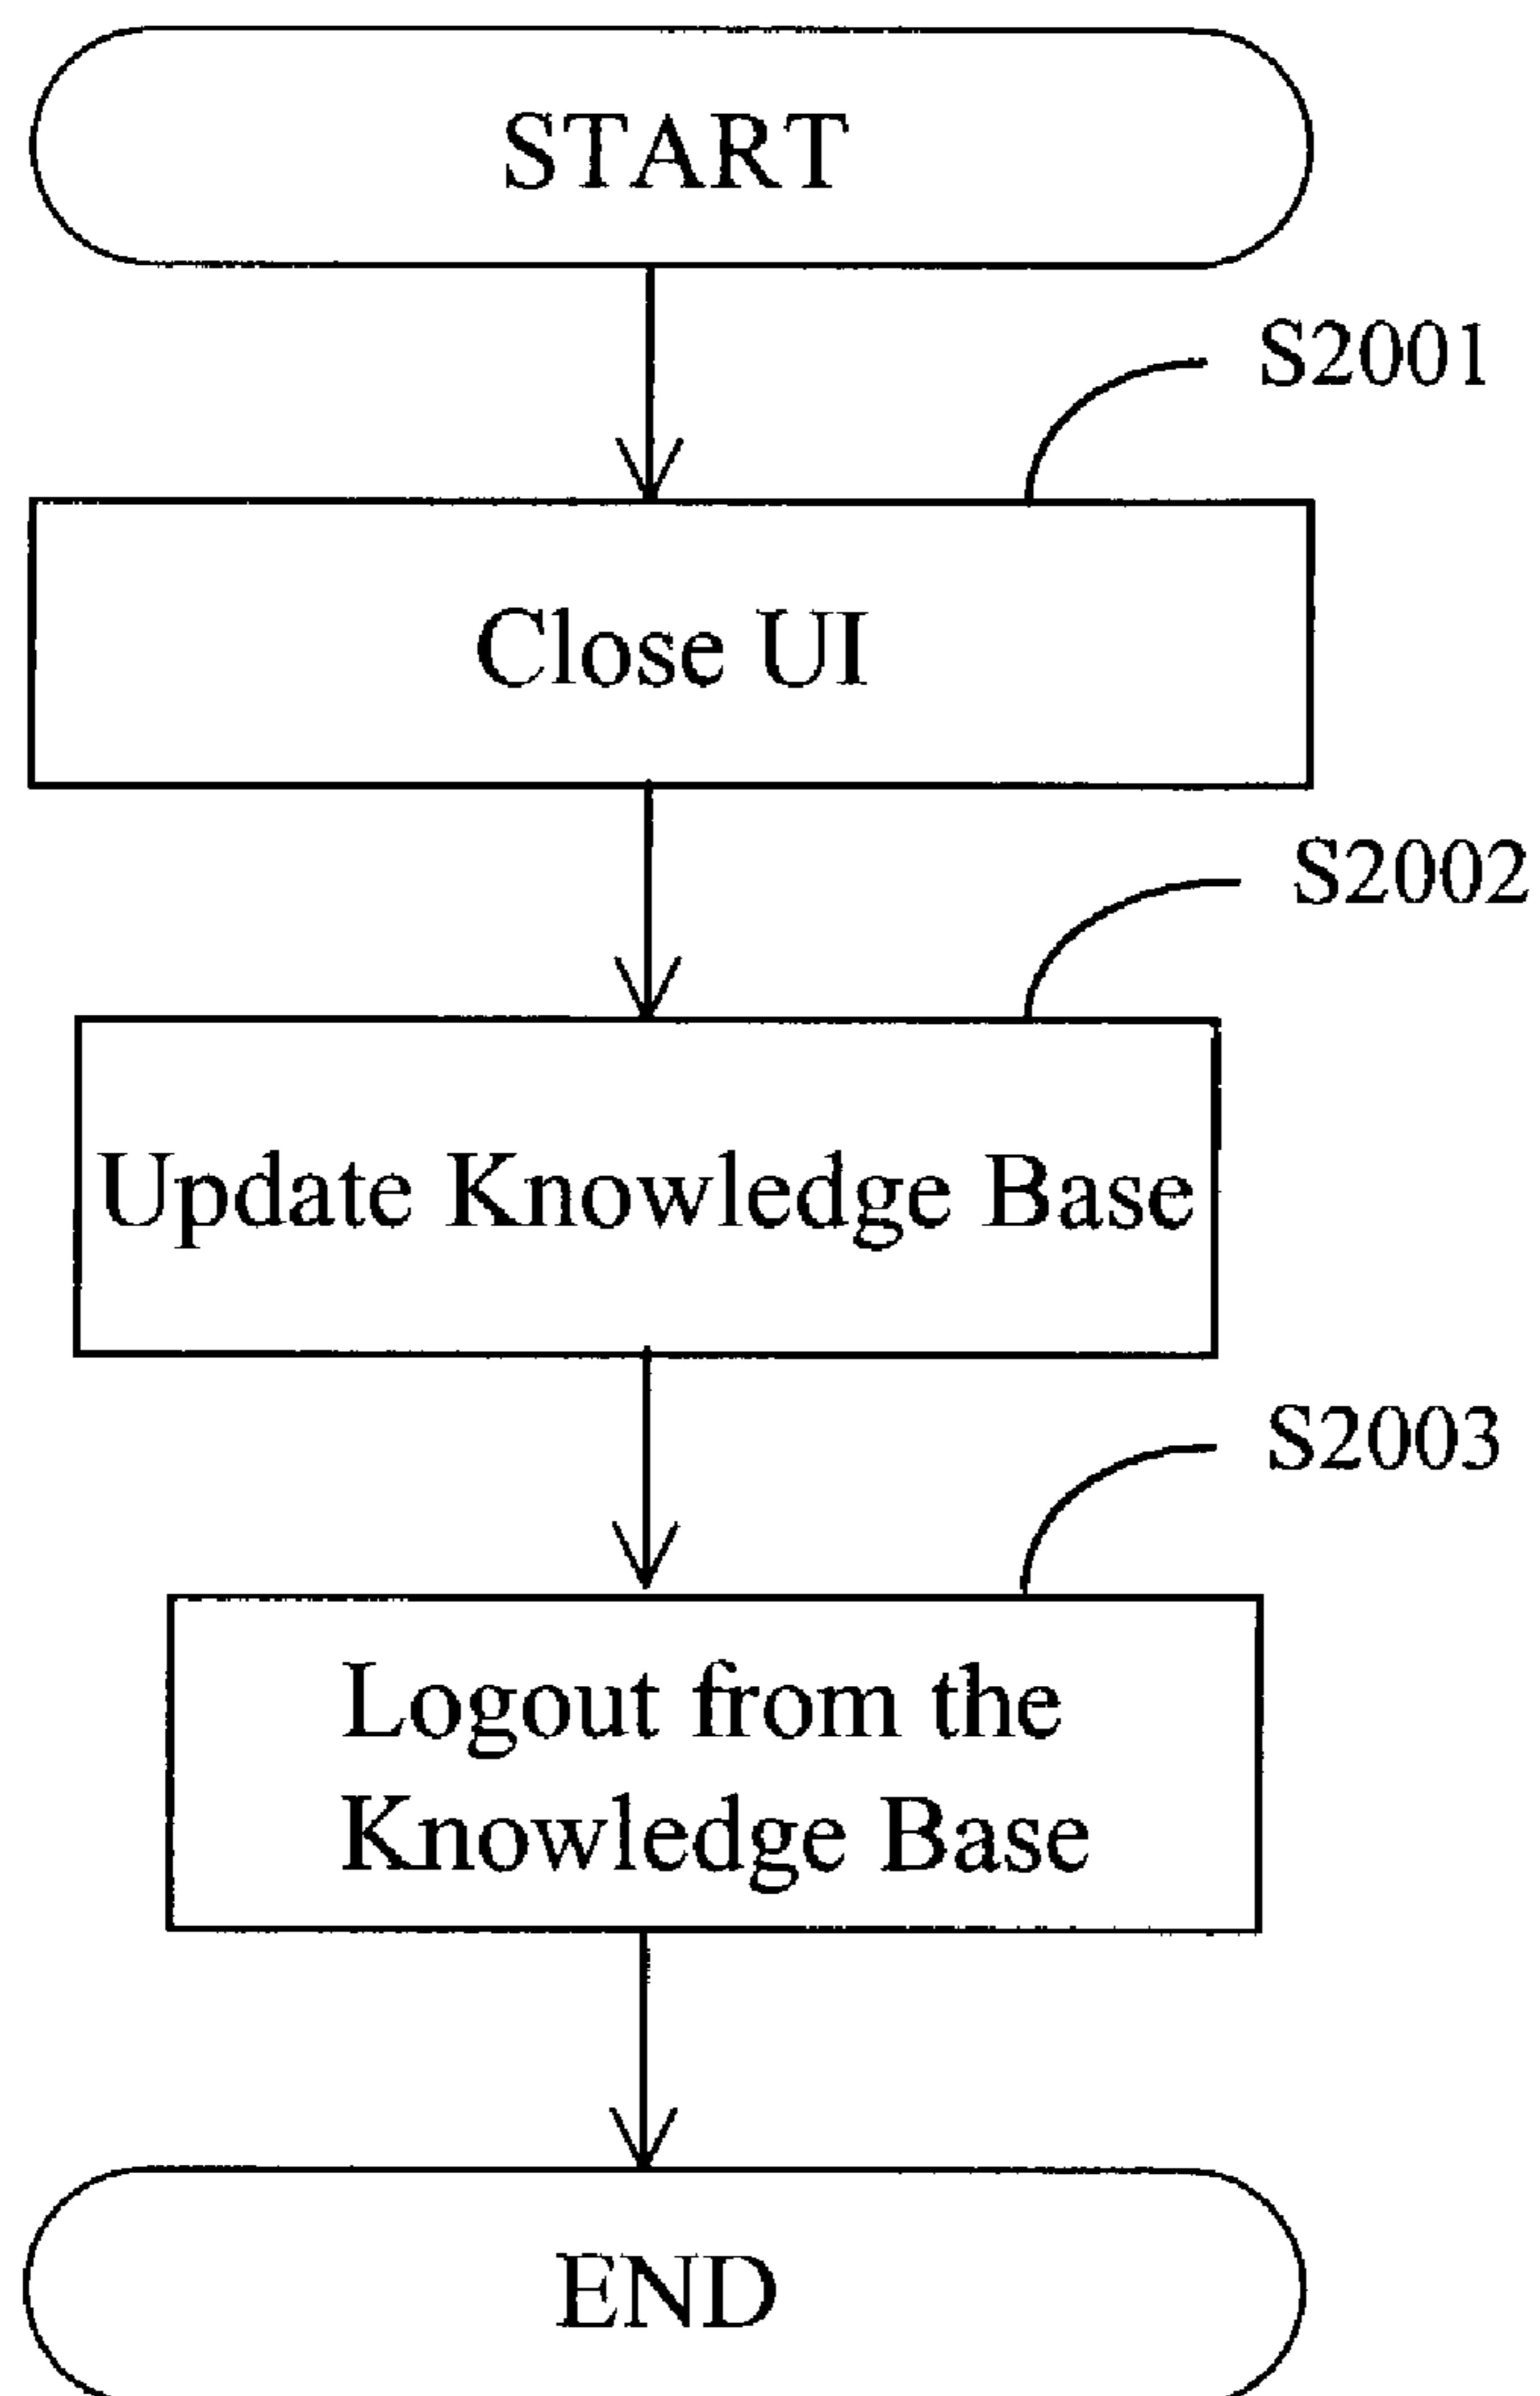 START
S2001
Close UI
S2002
Update Knowledge Base
S2003
Logout from the
Knowledge Base
END